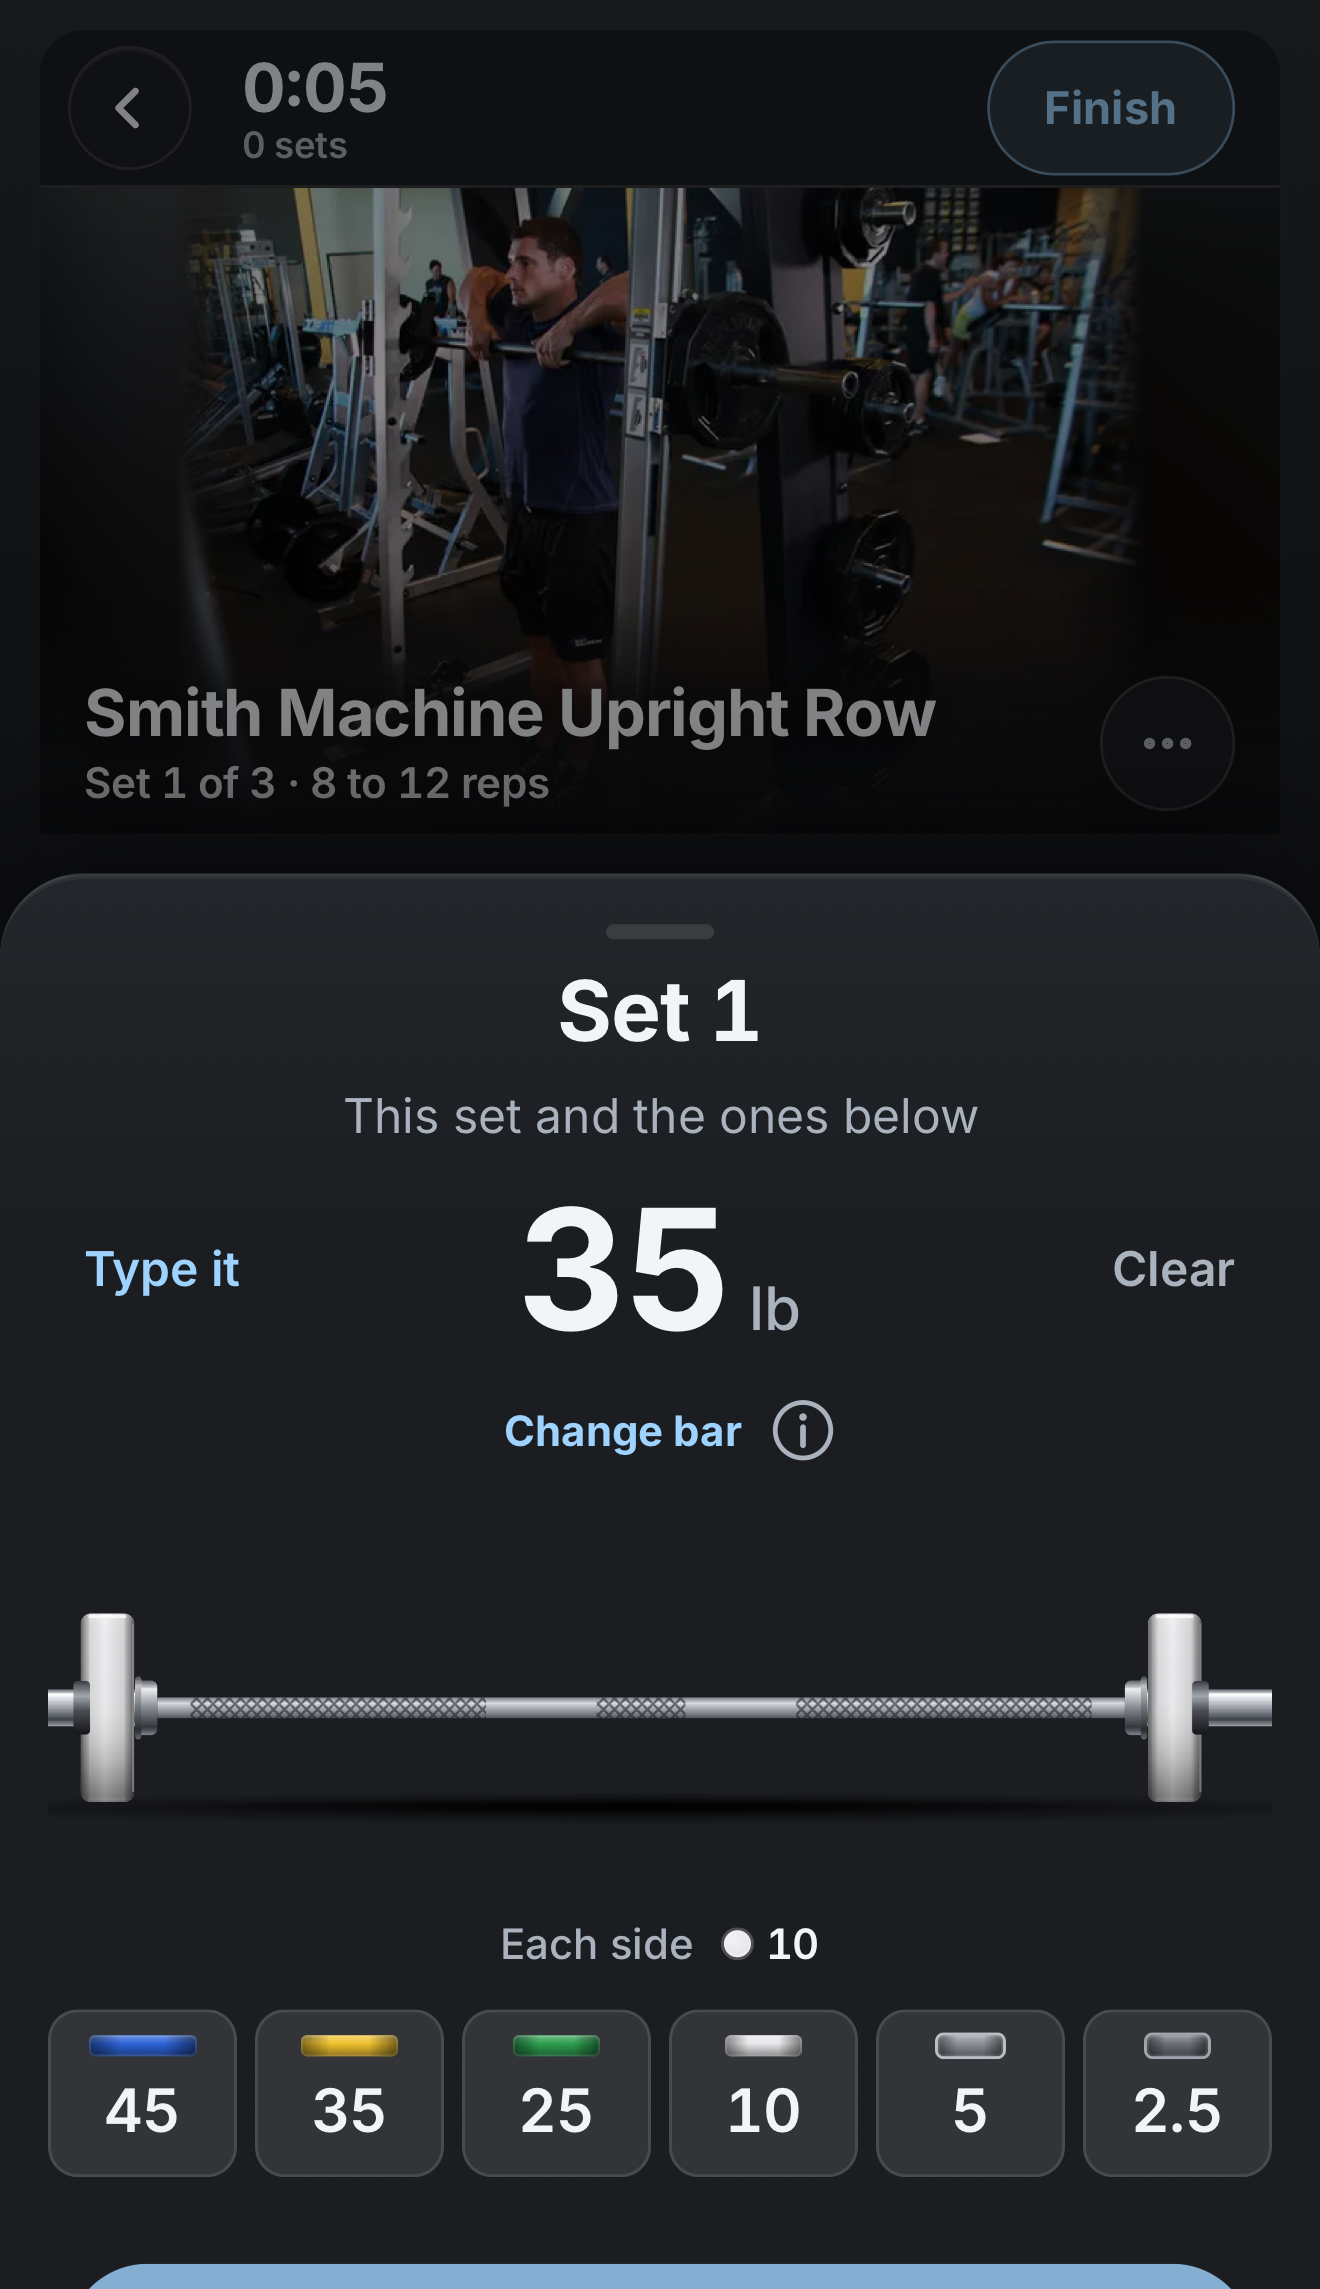 0:05
0 sets
Finish
Smith Machine Upright Row
Set 1 of 3 · 8 to 12 reps
Set 1
This set and the ones below
Type it
35 lb
Clear
Change bar
Each side 10
45
35
25
10
5
2.5